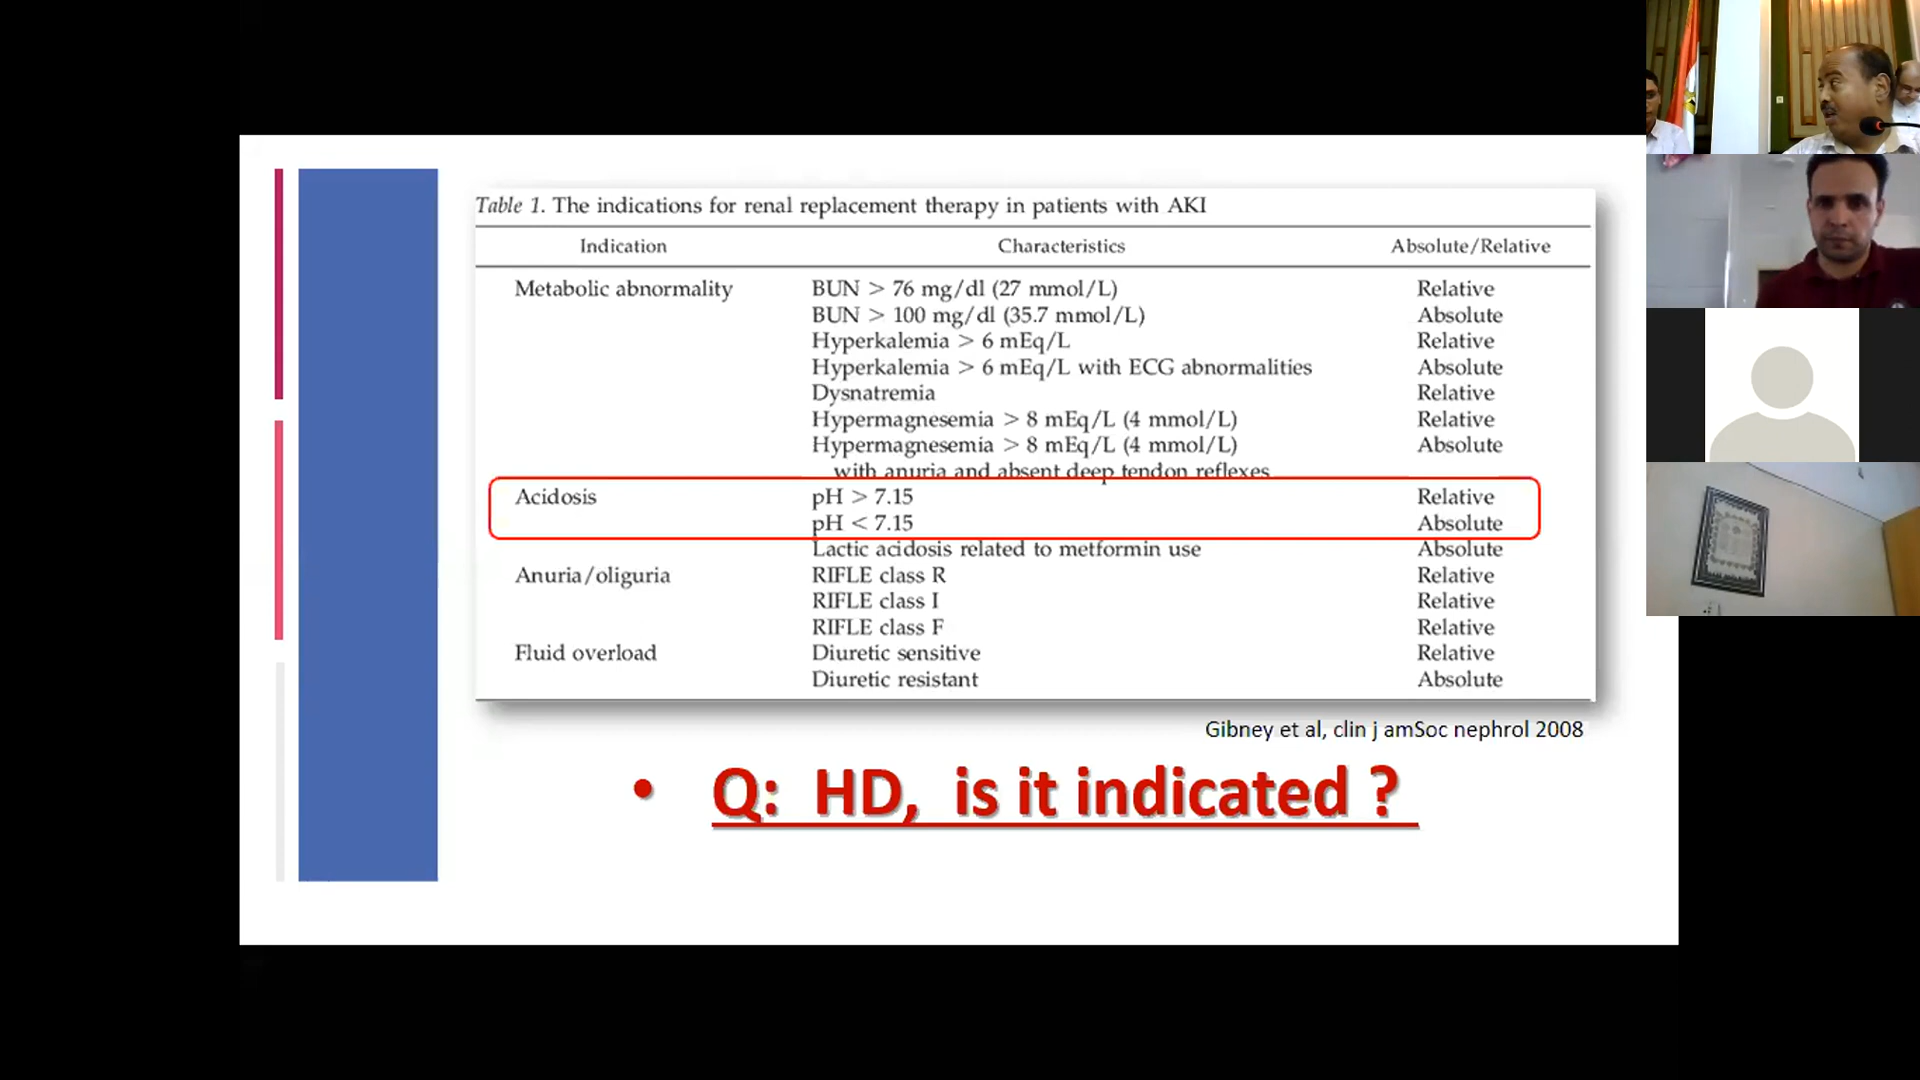 Table 1. The indications for renal replacement therapy in patients with AKI
Indication Characteristics Absolute/Relative
Metabolic abnormality BUN > 76 mg/dl (27 mmol/L) Relative
BUN > 100 mg/dl (35.7 mmol/L) Absolute
Hyperkalemia > 6 mEq/L Relative
Hyperkalemia > 6 mEq/L with ECG abnormalities Absolute
Dysnatremia Relative
Hypermagnesemia > 8 mEq/L (4 mmol/L) Relative
Hypermagnesemia > 8 mEq/L (4 mmol/L) Absolute
with anuria and absent deep tendon reflexes
Acidosis pH > 7.15 Relative
pH < 7.15 Absolute
Lactic acidosis related to metformin use Absolute
Anuria/oliguria RIFLE class R Relative
RIFLE class I Relative
RIFLE class F Relative
Fluid overload Diuretic sensitive Relative
Diuretic resistant Absolute
Gibney et al, clin j amSoc nephrol 2008
• Q: HD, is it indicated ?